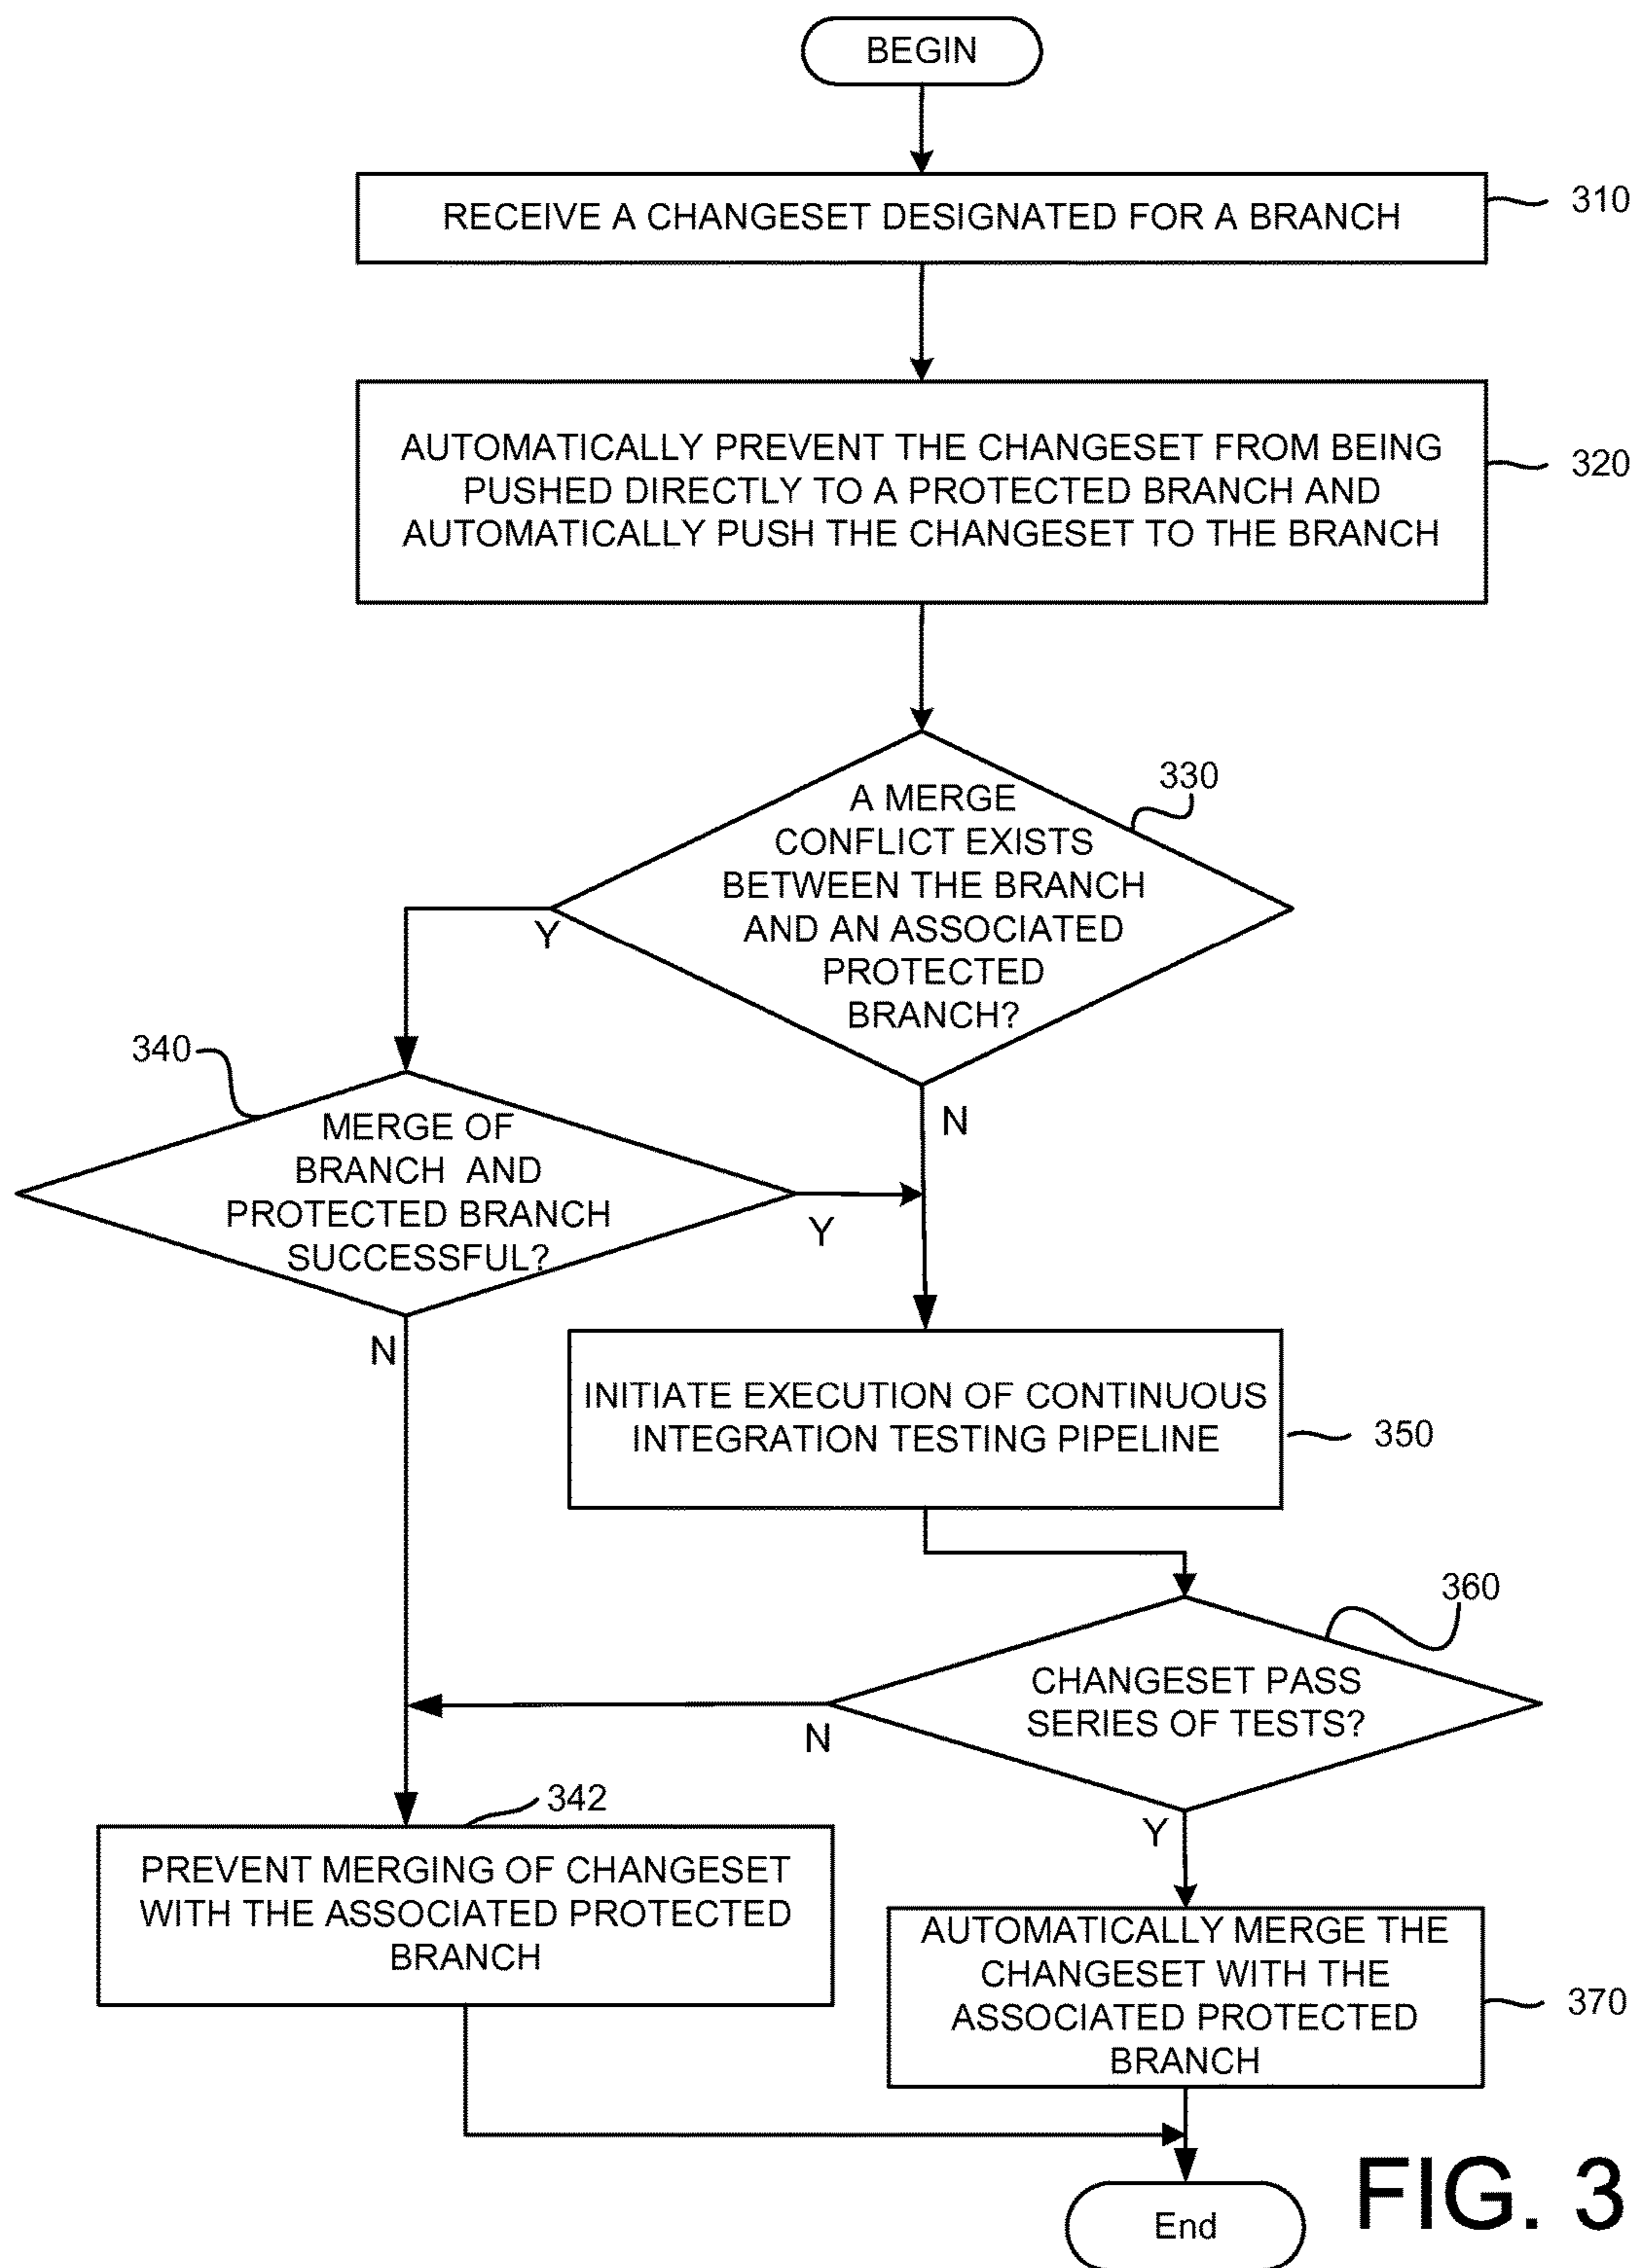 BEGIN
RECEIVE A CHANGESET DESIGNATED FOR A BRANCH
310
AUTOMATICALLY PREVENT THE CHANGESET FROM BEING
PUSHED DIRECTLY TO A PROTECTED BRANCH AND
AUTOMATICALLY PUSH THE CHANGESET TO THE BRANCH
320
330
A MERGE
CONFLICT EXISTS
BETWEEN THE BRANCH
AND AN ASSOCIATED
PROTECTED
BRANCH?
Y
N
340
MERGE OF
BRANCH AND
PROTECTED BRANCH
SUCCESSFUL?
Y
N
INITIATE EXECUTION OF CONTINUOUS
INTEGRATION TESTING PIPELINE
350
360
CHANGESET PASS
SERIES OF TESTS?
N
Y
342
PREVENT MERGING OF CHANGESET
WITH THE ASSOCIATED PROTECTED
BRANCH
AUTOMATICALLY MERGE THE
CHANGESET WITH THE
ASSOCIATED PROTECTED
BRANCH
370
End
FIG. 3